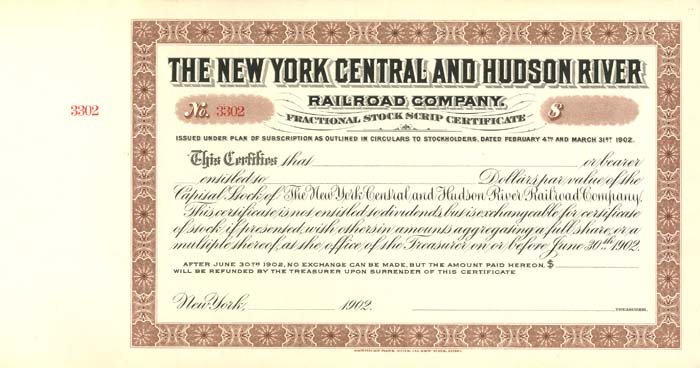 THE NEW YORK CENTRAL AND HUDSON RIVER
RAILROAD COMPANY.
3302
No. 3302
$
FRACTIONAL STOCK SCRIP CERTIFICATE
ISSUED UNDER PLAN OF SUBSCRIPTION AS OUTLINED IN CIRCULARS TO STOCKHOLDERS, DATED FEBRUARY 4TH AND MARCH 31ST 1902.
This Certifies that or bearer
entitled to Dollars, par value of the
Capital Stock of The New York Central and Hudson River Railroad Company.
This certificate is not entitled to dividends, but is exchangeable for certificate
of stock if presented, with others in amounts aggregating a full share, or a
multiple thereof, at the office of the Treasurer on or before June 30th 1902.
AFTER JUNE 30TH 1902, NO EXCHANGE CAN BE MADE, BUT THE AMOUNT PAID HEREON, $
WILL BE REFUNDED BY THE TREASURER UPON SURRENDER OF THIS CERTIFICATE
New York, 1902.
TREASURER.